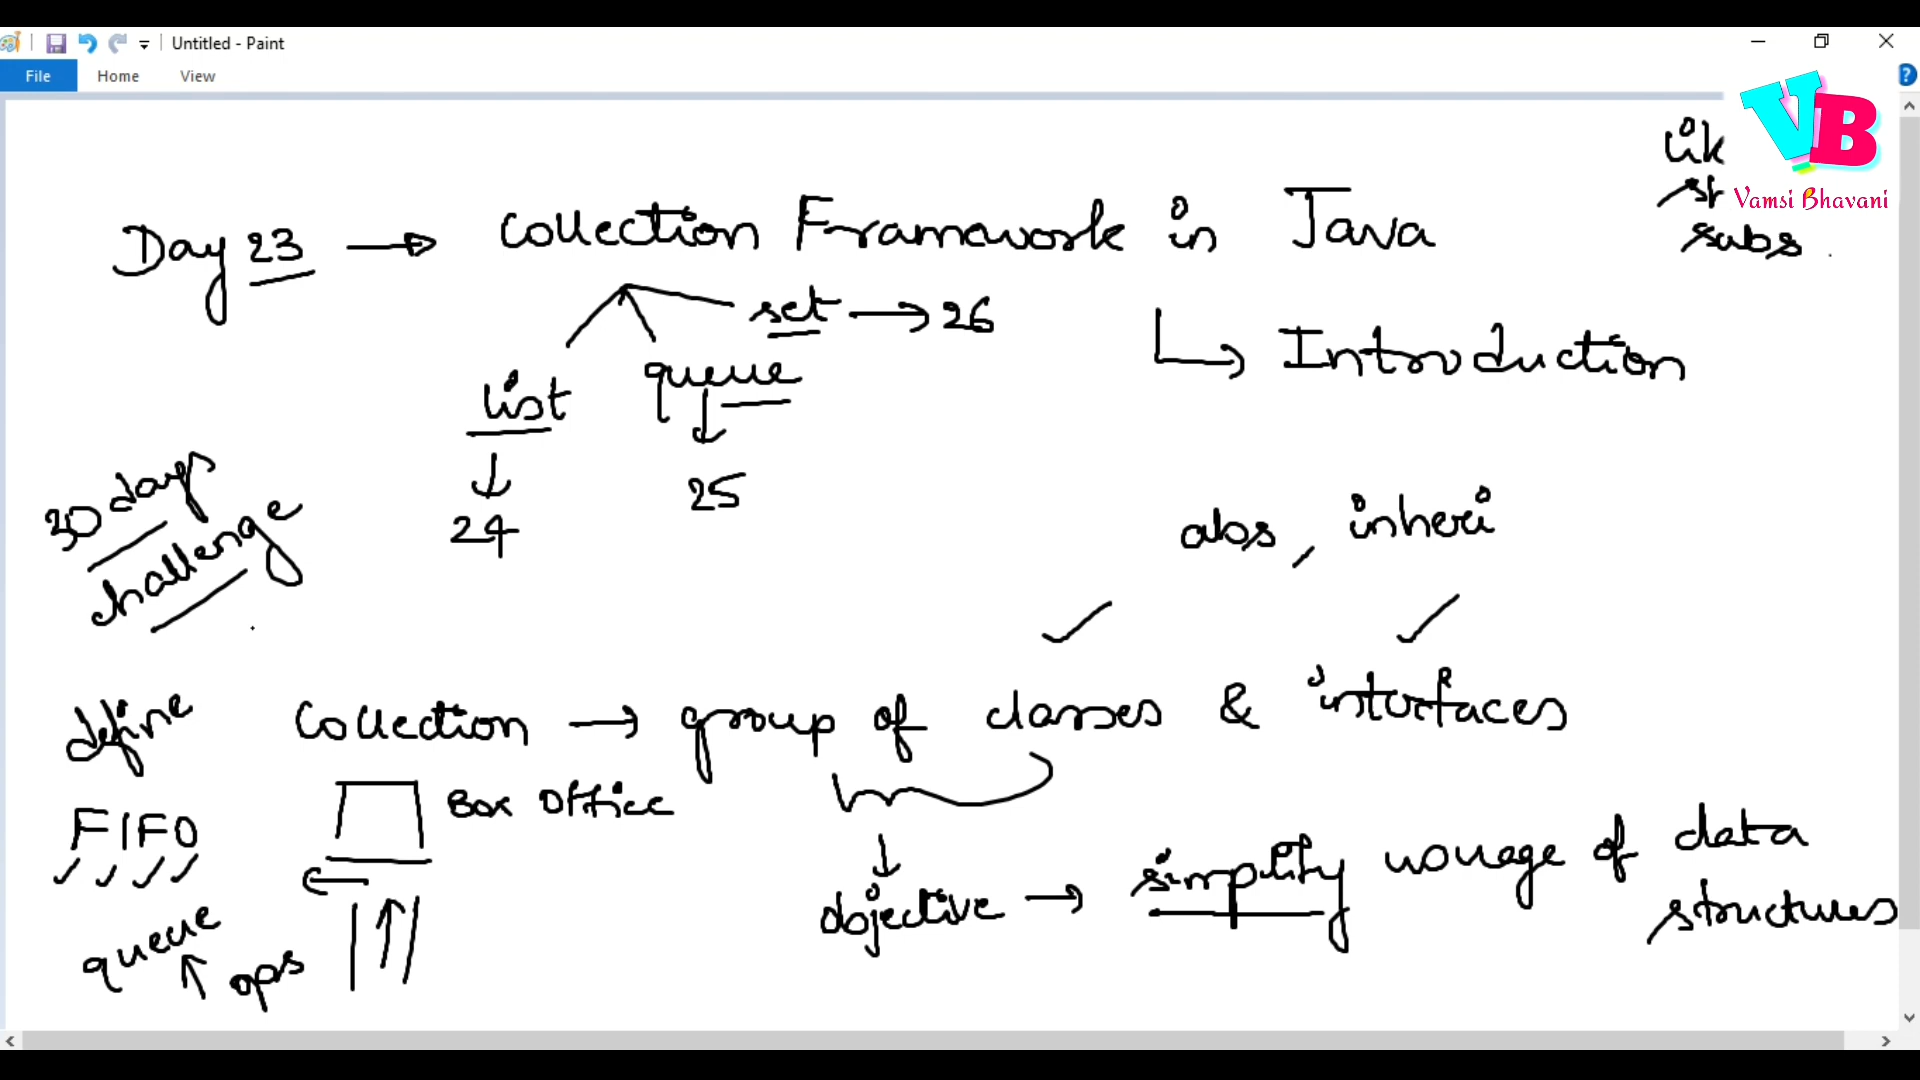 Untitled - Paint
File Home View
VB
Vamsi Bhavani
lik
subs
Day 23 → Collection Framework in Java
set → 26
Introduction
list
queue
24
25
30 days
challenge
abs, inheri
define
Collection → group of classes & interfaces
Box Office
FIFO
objective → simplify usage of data
structures
queue
ops